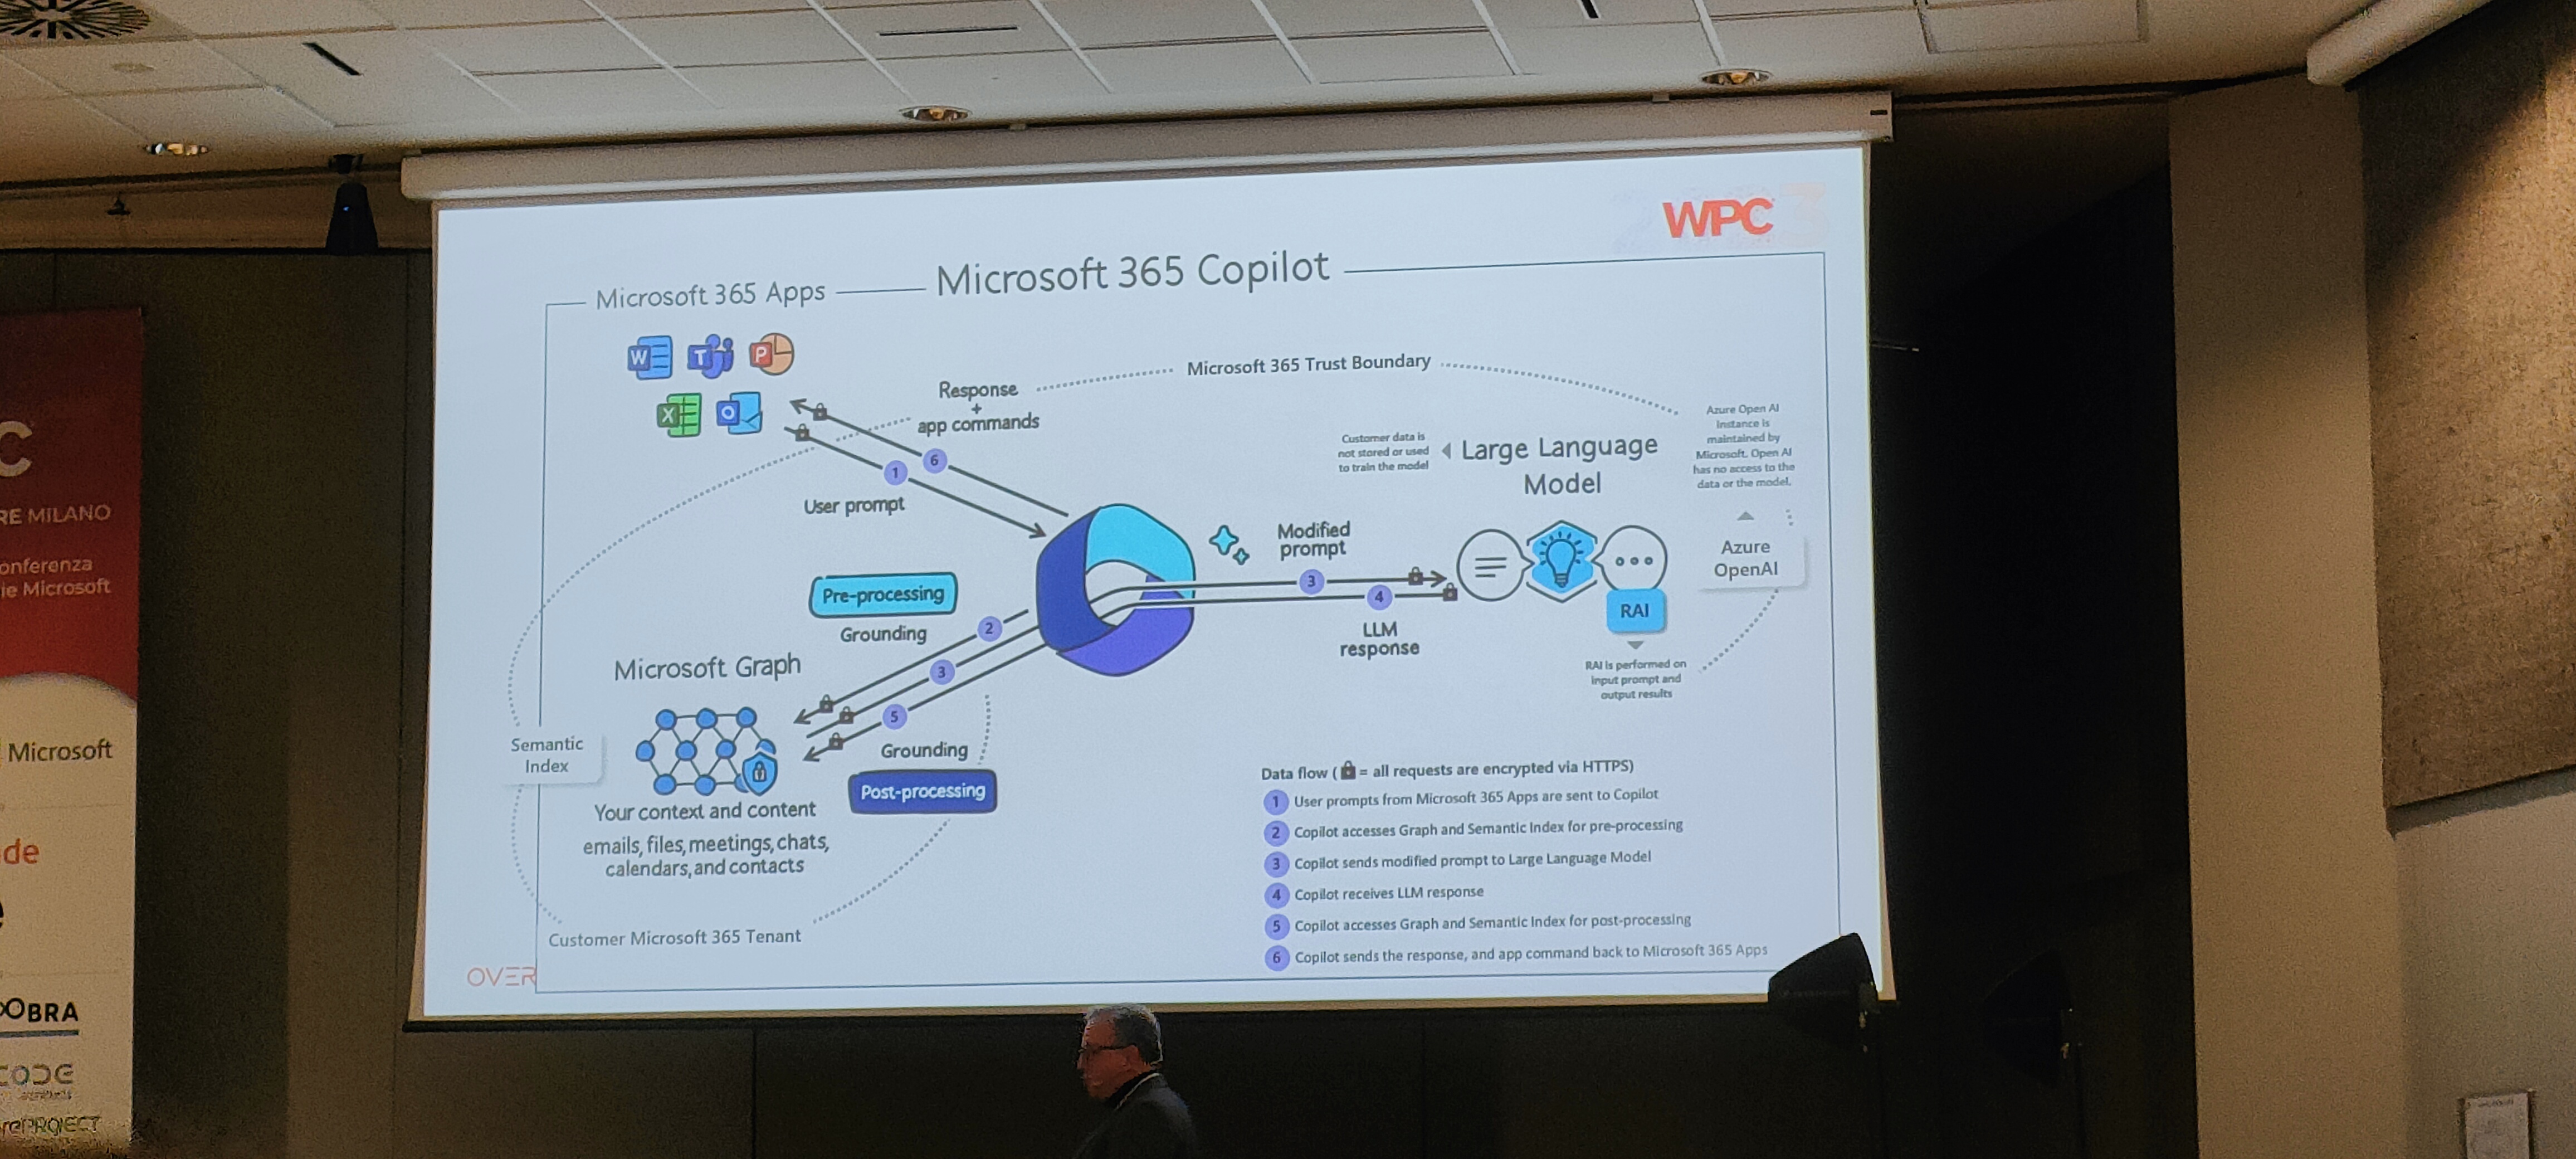 WPC
Microsoft 365 Apps
Microsoft 365 Copilot
W
T
P
X
O
Response
+
app commands
Microsoft 365 Trust Boundary
1
6
User prompt
Customer data is
not stored or used
to train the model
Large Language
Model
Azure Open AI
Instance is
maintained by
Microsoft. Open AI
has no access to the
data or the model.
Modified
prompt
3
4
LLM
response
Azure
OpenAI
RAI
RAI is performed on
input prompt and
output results
Pre-processing
Grounding
2
3
5
Microsoft Graph
Semantic
Index
Grounding
Post-processing
Your context and content
emails, files, meetings, chats,
calendars, and contacts
Customer Microsoft 365 Tenant
Data flow ( = all requests are encrypted via HTTPS)
1 User prompts from Microsoft 365 Apps are sent to Copilot
2 Copilot accesses Graph and Semantic Index for pre-processing
3 Copilot sends modified prompt to Large Language Model
4 Copilot receives LLM response
5 Copilot accesses Graph and Semantic Index for post-processing
6 Copilot sends the response, and app command back to Microsoft 365 Apps
OVER
C
RE MILANO
onferenza
ie Microsoft
Microsoft
de
e
OBRA
CODE
rePROJECT